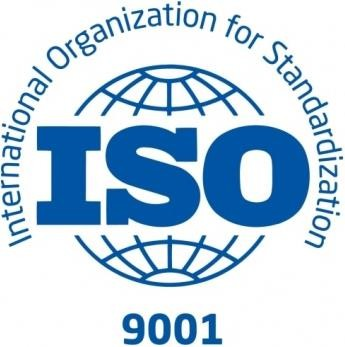 International Organization for Standardization
ISO
9001